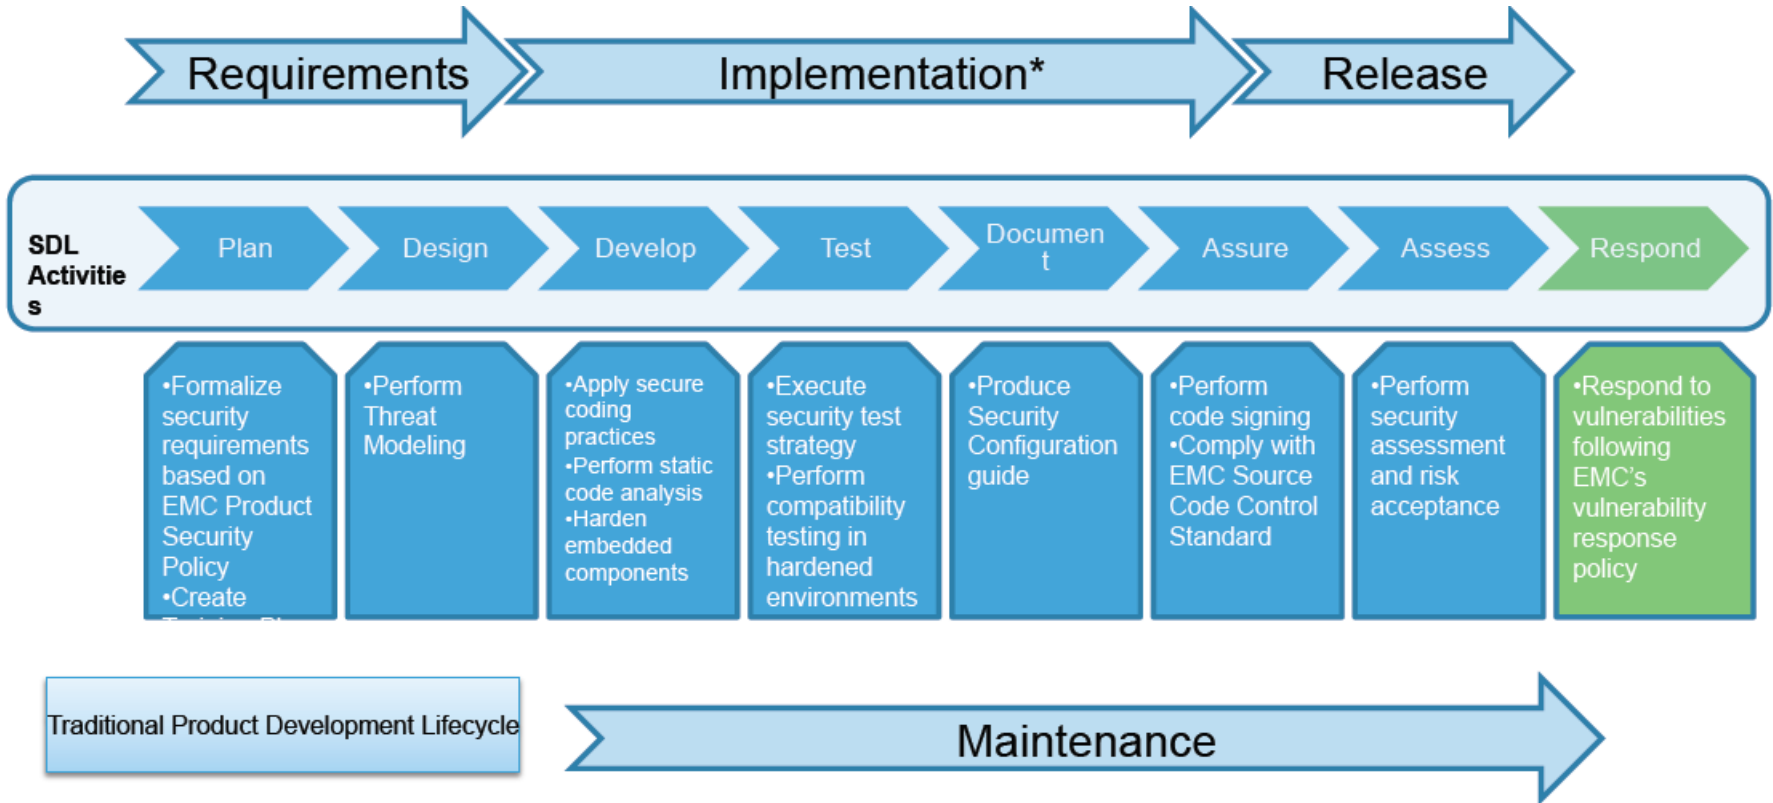 Requirements
Implementation*
Release
SDL
Activitie
s
Plan
Design
Develop
Test
Documen
t
Assure
Assess
Respond
•Formalize
security
requirements
based on
EMC Product
Security
Policy
•Create
•Perform
Threat
Modeling
•Apply secure
coding
practices
•Perform static
code analysis
•Harden
embedded
components
•Execute
security test
strategy
•Perform
compatibility
testing in
hardened
environments
•Produce
Security
Configuration
guide
•Perform
code signing
•Comply with
EMC Source
Code Control
Standard
•Perform
security
assessment
and risk
acceptance
•Respond to
vulnerabilities
following
EMC’s
vulnerability
response
policy
Traditional Product Development Lifecycle
Maintenance